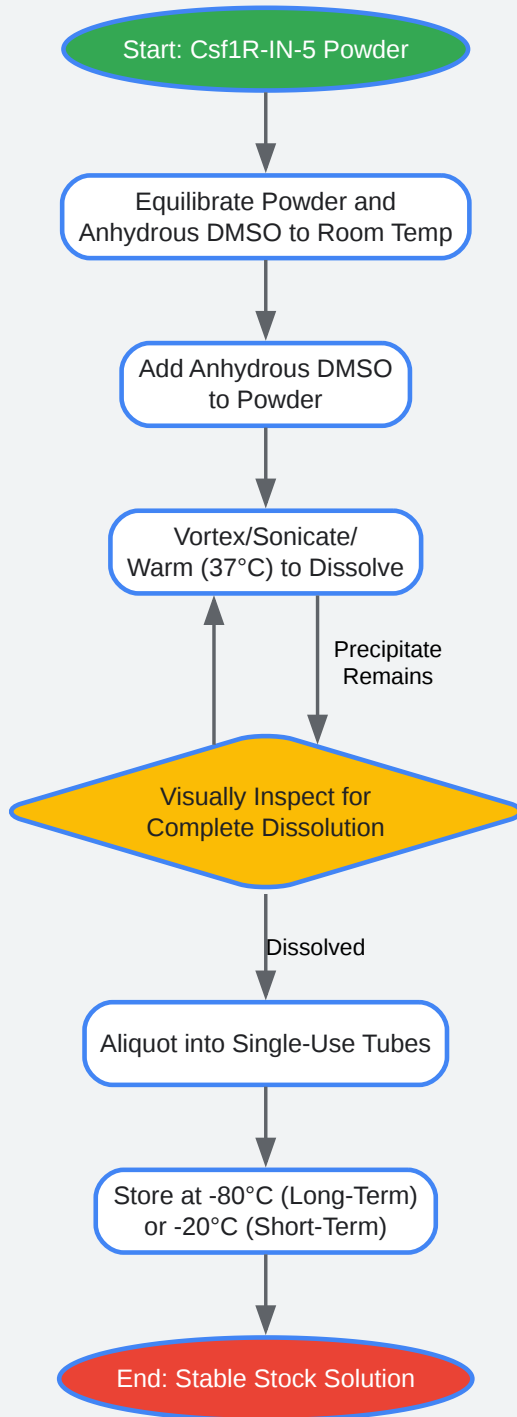 Start: Csf1R-IN-5 Powder
Equilibrate Powder and
Anhydrous DMSO to Room Temp
Add Anhydrous DMSO
to Powder
Vortex/Sonicate/
Warm (37°C) to Dissolve
Precipitate
Remains
Visually Inspect for
Complete Dissolution
Dissolved
Aliquot into Single-Use Tubes
Store at -80°C (Long-Term)
or -20°C (Short-Term)
End: Stable Stock Solution